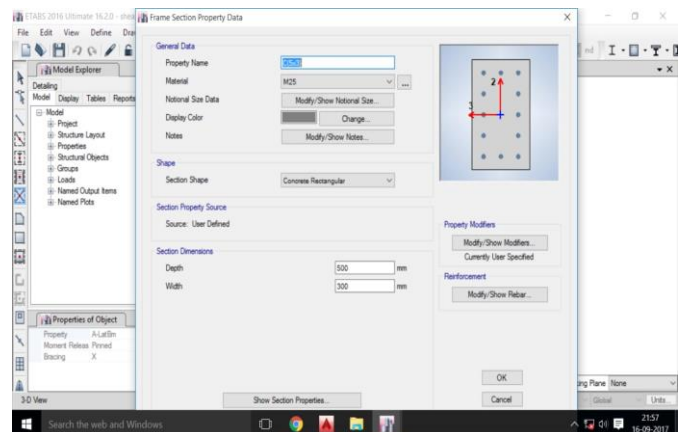 ETABS 2016 Ultimate 16.2.0 - shea
Frame Section Property Data
File Edit View Define Draw
Model Explorer
Detailing
Model Display Tables Reports
Model
Project
Structure Layout
Properties
Structural Objects
Groups
Loads
Named Output Items
Named Plots
Properties of Object
Property A-LatBm
Moment Releas Pinned
Bracing X
3-D View
General Data
Property Name
Material M25 ...
Notional Size Data Modify/Show Notional Size...
Display Color Change...
Notes Modify/Show Notes...
Shape
Section Shape Concrete Rectangular
Section Property Source
Source: User Defined
Section Dimensions
Depth 500 mm
Width 300 mm
Show Section Properties...
2
3
Property Modifiers
Modify/Show Modifiers...
Currently User Specified
Reinforcement
Modify/Show Rebar...
OK
Cancel
ing Plane None
Global Units...
Search the web and Windows
21:57
16-09-2017